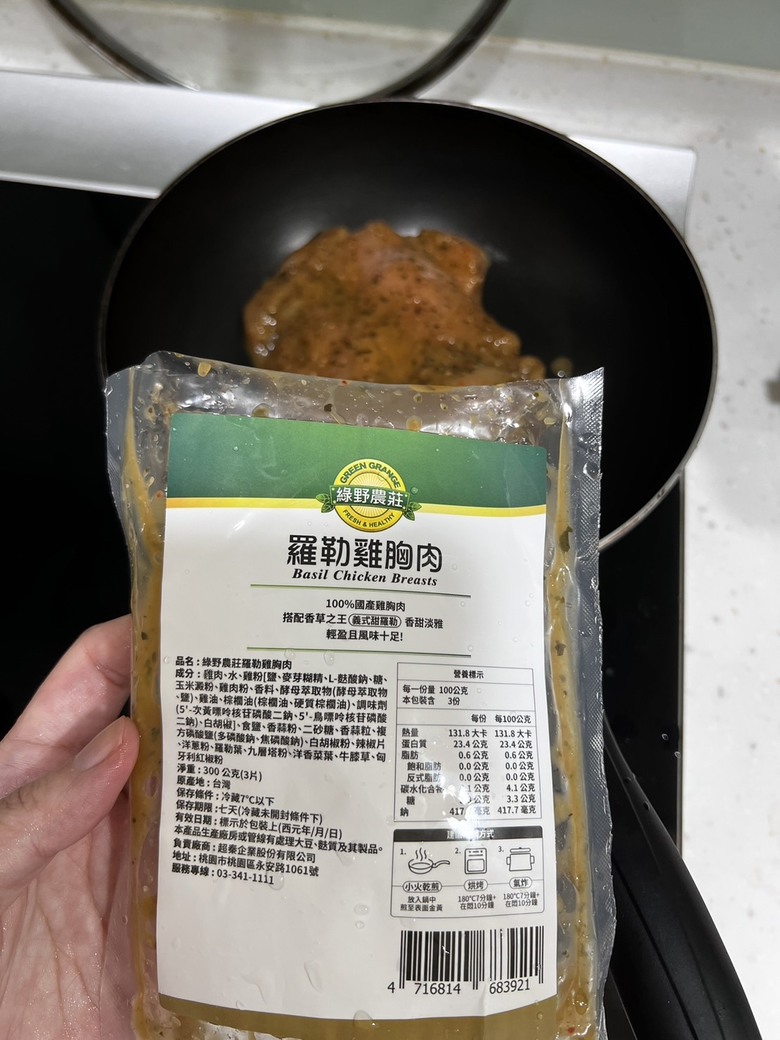 GREEN GRANGE
綠野農莊
FRESH & HEALTHY
羅勒雞胸肉
Basil Chicken Breasts
100%國產雞胸肉
搭配香草之王 義式甜羅勒 香甜淡雅
輕盈且風味十足!
品名:綠野農莊羅勒雞胸肉
成分:雞肉、水、雞粉(鹽、麥芽糊精、L-麩酸鈉、糖、
玉米澱粉、雞肉粉、香料、酵母萃取物(酵母萃取物
、鹽)、雞油、棕櫚油(棕櫚油、硬質棕櫚油)、調味劑
(5'-次黃嘌呤核苷磷酸二鈉、5'-鳥嘌呤核苷磷酸
二鈉)、白胡椒)、食鹽、香蒜粉、二砂糖、香蒜粒、複
方磷酸鹽(多磷酸鈉、焦磷酸鈉)、白胡椒粉、辣椒片
、洋蔥粉、羅勒葉、九層塔粉、洋香菜葉、牛膝草、匈
牙利紅椒粉
淨重:300 公克(3片)
原產地:台灣
保存條件:冷藏7℃以下
保存期限:七天(冷藏未開封條件下)
有效日期:標示於包裝上(西元年/月/日)
本產品生產廠房或管線有處理大豆、麩質及其製品。
負責廠商:超秦企業股份有限公司
地址:桃園市桃園區永安路1061號
服務專線:03-341-1111
營養標示
每一份量 100公克
本包裝含 3份
每份 每100公克
熱量 131.8 大卡 131.8 大卡
蛋白質 23.4 公克 23.4 公克
脂肪 0.6 公克 0.6 公克
飽和脂肪 0.0 公克 0.0 公克
反式脂肪 0.0 公克 0.0 公克
碳水化合物 公克 4.1 公克
糖 公克 3.3 公克
鈉 417. 毫克 417.7 毫克
方式
1. 2. 3.
小火乾煎 烘烤 氣炸
放入鍋中 180℃7分鐘+ 180℃7分鐘+
煎至表面金黃 在悶10分鐘 在悶10分鐘
4 716814 683921